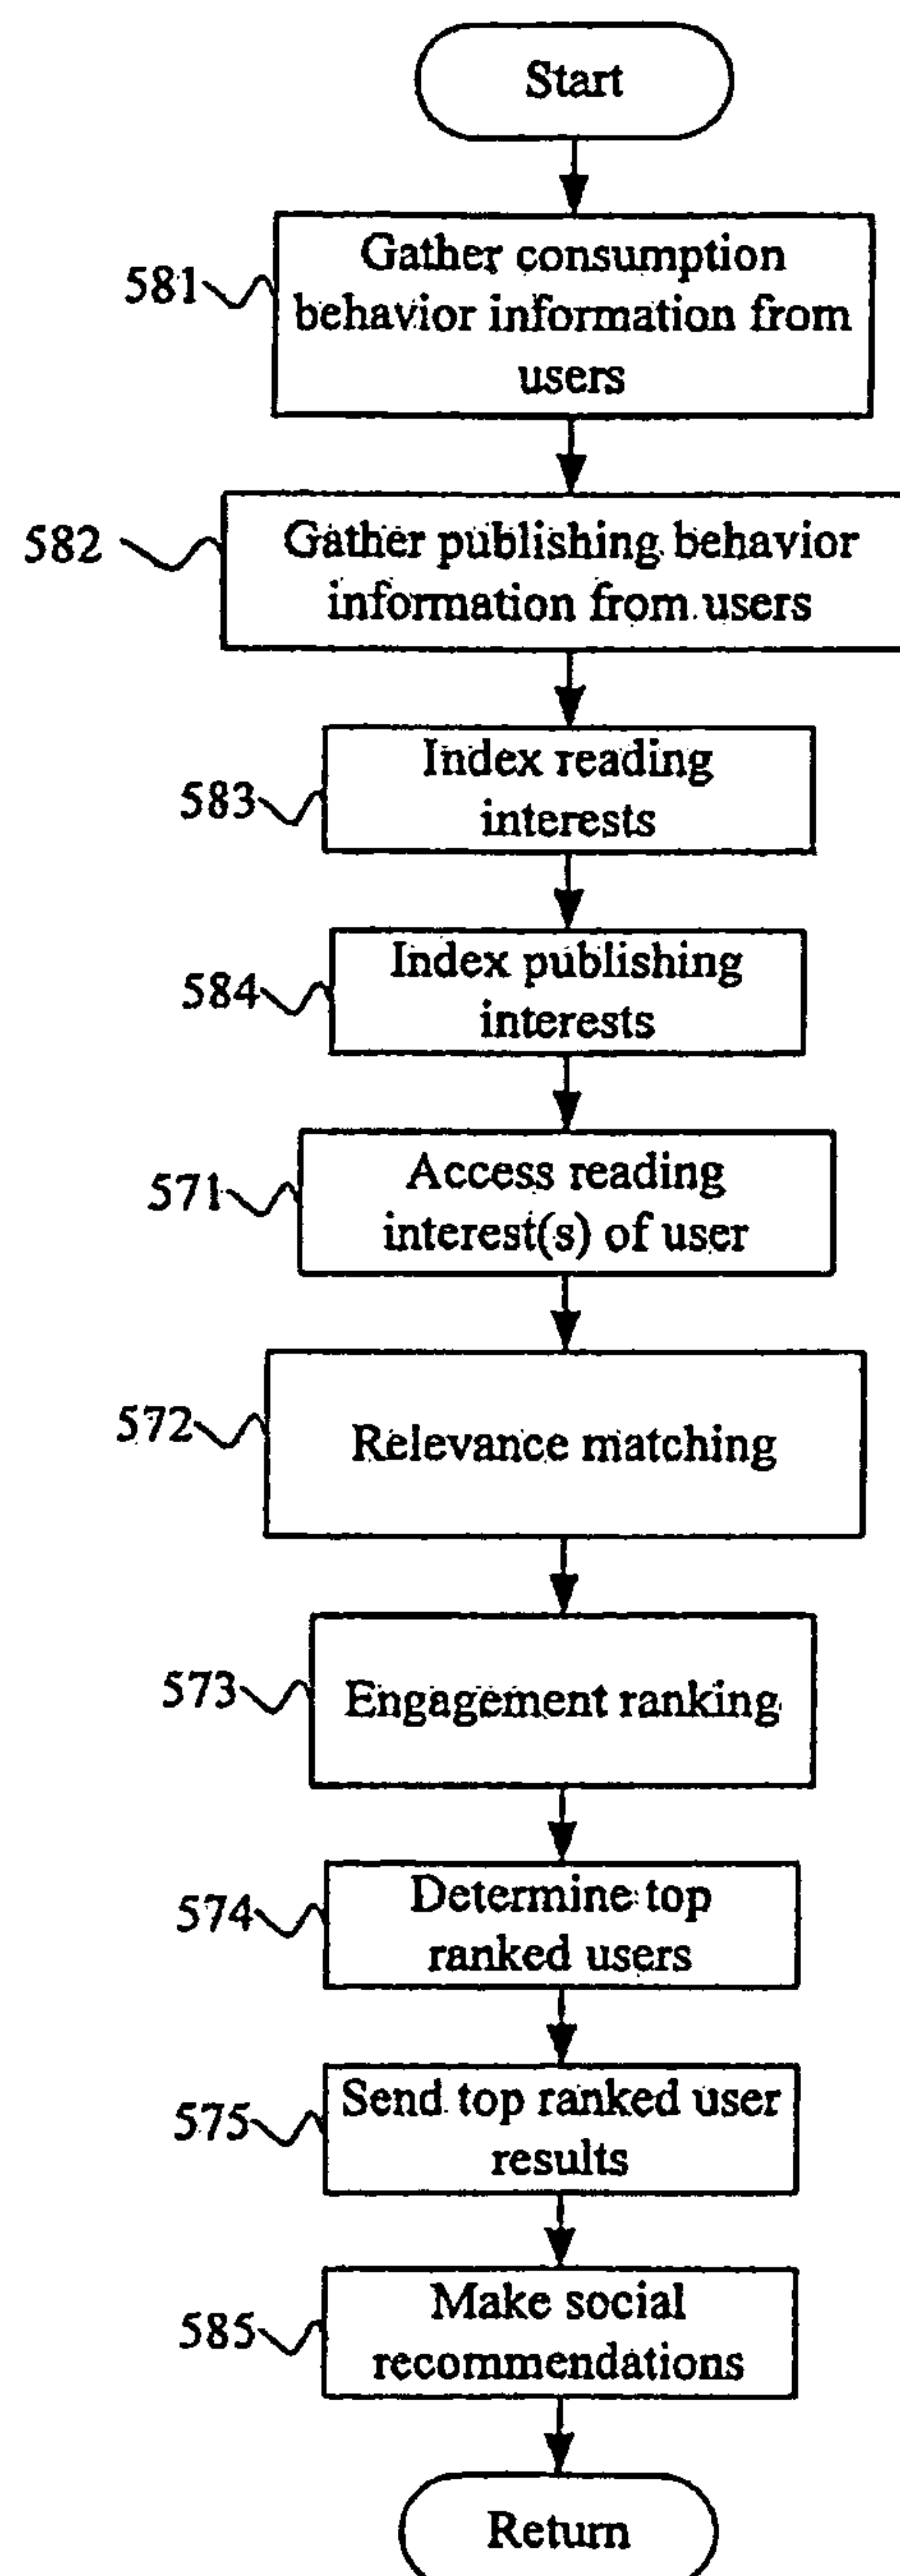 Start
Gather consumption
581
behavior information from
users
582
Gather publishing behavior
information from users
Index reading
583
interests
Index publishing
584
interests
Access reading
571
interest(s) of user
572
Relevance matching
573
Engagement ranking
Determine top
574
ranked users
Send top ranked user
575
results
Make social
585
recommendations
Return